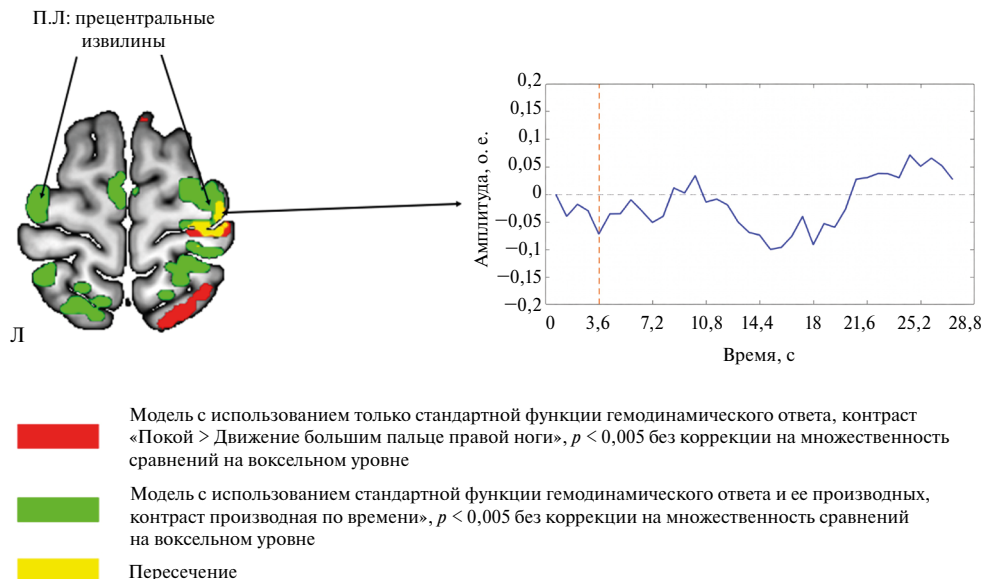 П.Л: прецентральные
извилины
Л
Амплитуда, о. е.
0,2
0,15
0,1
0,05
0
−0,05
−0,1
−0,15
−0,2
0 3,6 7,2 10,8 14,4 18 21,6 25,2 28,8
Время, с
Модель с использованием только стандартной функции гемодинамического ответа, контраст
«Покой > Движение большим пальце правой ноги», p < 0,005 без коррекции на множественность
сравнений на воксельном уровне
Модель с использованием стандартной функции гемодинамического ответа и ее производных,
контраст производная по времени», p < 0,005 без коррекции на множественность сравнений
на воксельном уровне
Пересечение